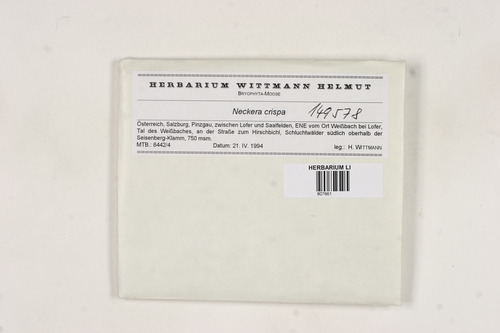 HERBARIUM WITTMANN HELMUT
BRYOPHYTA-MOOSE
Neckera crispa 149578
Österreich, Salzburg, Pinzgau, zwischen Lofer und Saalfelden, ENE vom Ort Weißbach bei Lofer,
Tal des Weißbaches, an der Straße zum Hirschbichl, Schluchtwälder südlich oberhalb der
Seisenberg-Klamm, 750 msm.
MTB.: 8442/4 Datum: 21. IV. 1994 leg.: H. WITTMANN
HERBARIUM LI
807661